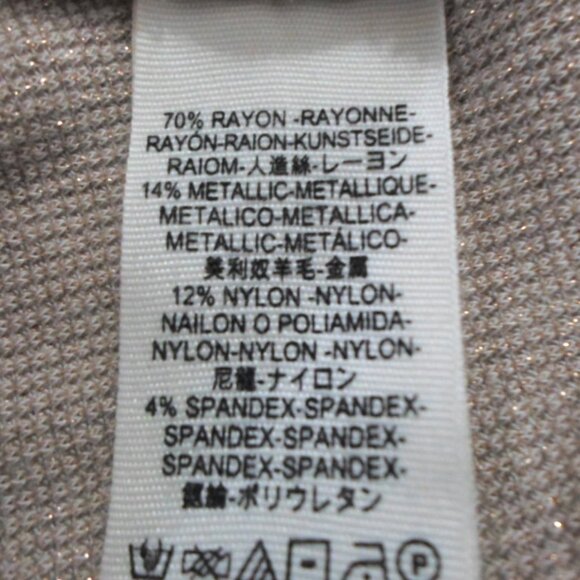 70% RAYON -RAYONNE-
RAYÓN-RAION-KUNSTSEIDE-
RAIOM-人造絲-レーヨン
14% METALLIC-METALLIQUE-
METALICO-METALLICA-
METALLIC-METÁLICO-
美利奴羊毛-金属
12% NYLON -NYLON-
NAILON O POLIAMIDA-
NYLON-NYLON -NYLON-
尼龍-ナイロン
4% SPANDEX-SPANDEX-
SPANDEX-SPANDEX-
SPANDEX-SPANDEX-
ポリウレタン
P